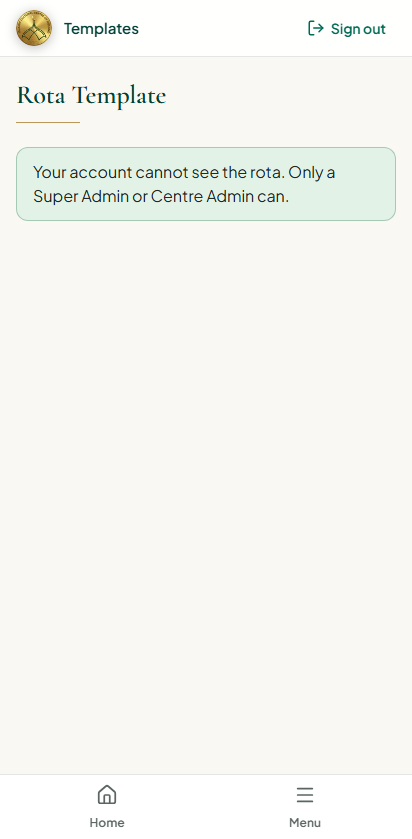 Templates
Sign out
Rota Template
Your account cannot see the rota. Only a
Super Admin or Centre Admin can.
Home
Menu